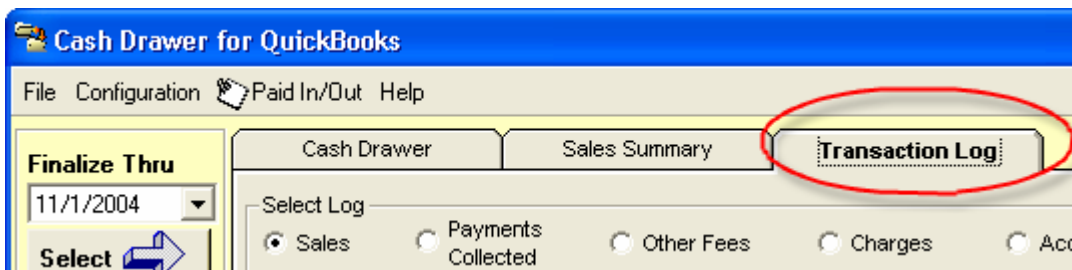 Cash Drawer for QuickBooks
File Configuration Paid In/Out Help
Finalize Thru
11/1/2004
Select
Cash Drawer Sales Summary Transaction Log
Select Log
Sales Payments Collected Other Fees Charges